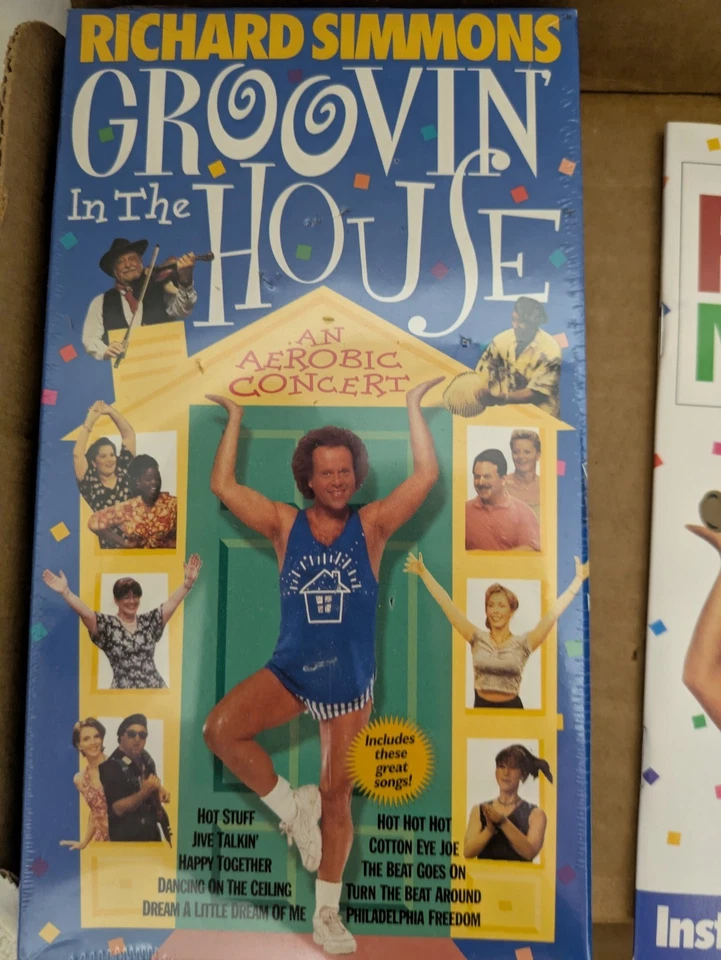 RICHARD SIMMONS
GROOVIN'
In The HOUSE
AN
AEROBIC
CONCERT
Includes
these
great
songs!
HOT STUFF
JIVE TALKIN'
HAPPY TOGETHER
DANCING ON THE CEILING
DREAM A LITTLE DREAM OF ME
HOT HOT HOT
COTTON EYE JOE
THE BEAT GOES ON
TURN THE BEAT AROUND
PHILADELPHIA FREEDOM